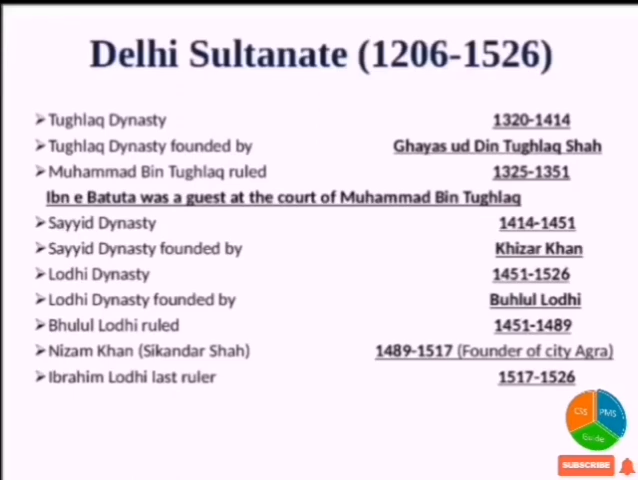 Delhi Sultanate (1206-1526)
➢Tughlaq Dynasty 1320-1414
➢Tughlaq Dynasty founded by Ghayas ud Din Tughlaq Shah
➢Muhammad Bin Tughlaq ruled 1325-1351
Ibn e Batuta was a guest at the court of Muhammad Bin Tughlaq
➢Sayyid Dynasty 1414-1451
➢Sayyid Dynasty founded by Khizar Khan
➢Lodhi Dynasty 1451-1526
➢Lodhi Dynasty founded by Buhlul Lodhi
➢Bhulul Lodhi ruled 1451-1489
➢Nizam Khan (Sikandar Shah) 1489-1517 (Founder of city Agra)
➢Ibrahim Lodhi last ruler 1517-1526
CSS PMS
Guide
SUBSCRIBE